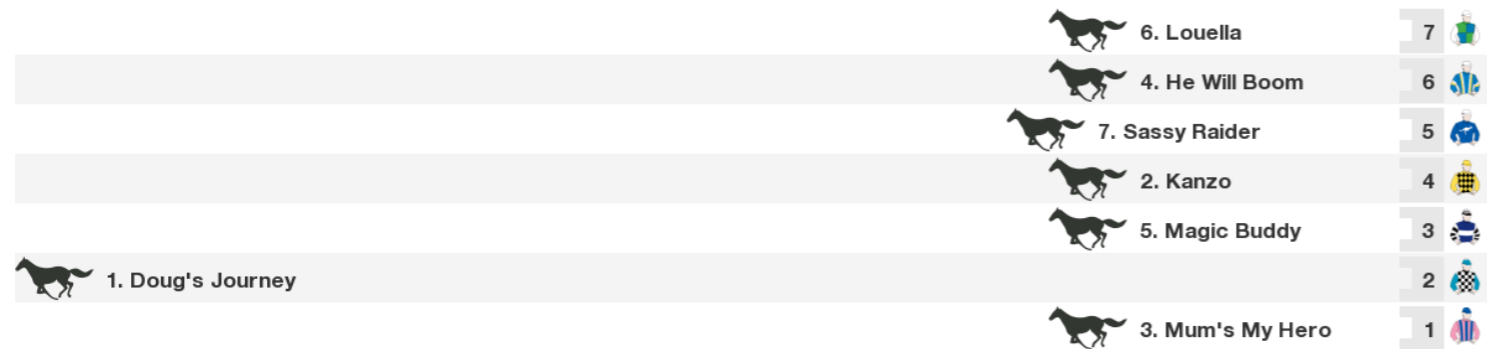 6. Louella 7
4. He Will Boom 6
7. Sassy Raider 5
2. Kanzo 4
5. Magic Buddy 3
1. Doug's Journey 2
3. Mum's My Hero 1